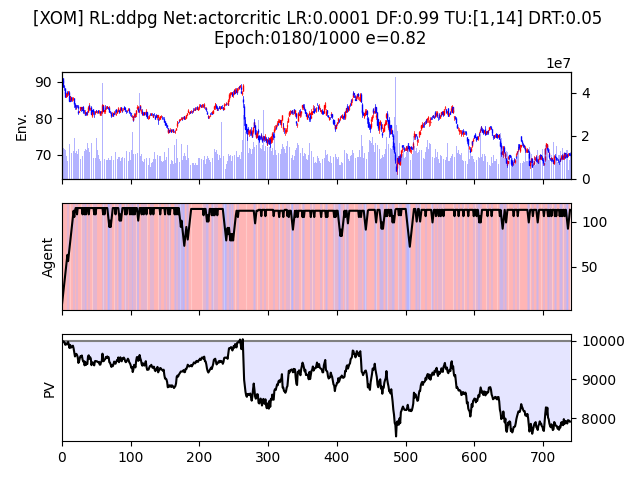 [XOM] RL:ddpg Net:actorcritic LR:0.0001 DF:0.99 TU:[1,14] DRT:0.05
Epoch:0180/1000 e=0.82
1e7
90
80
70
Env.
4
2
0
Agent
100
50
PV
10000
9000
8000
0 100 200 300 400 500 600 700